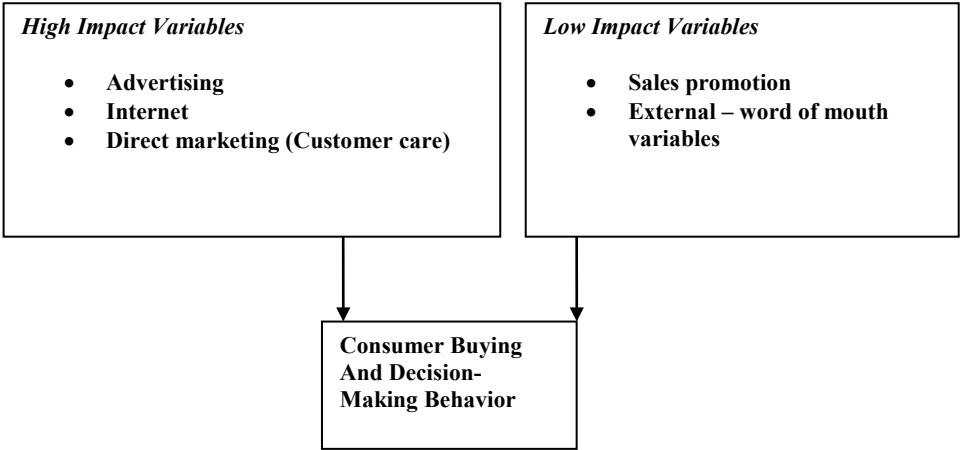 High Impact Variables
• Advertising
• Internet
• Direct marketing (Customer care)
Low Impact Variables
• Sales promotion
• External – word of mouth
variables
Consumer Buying
And Decision-
Making Behavior